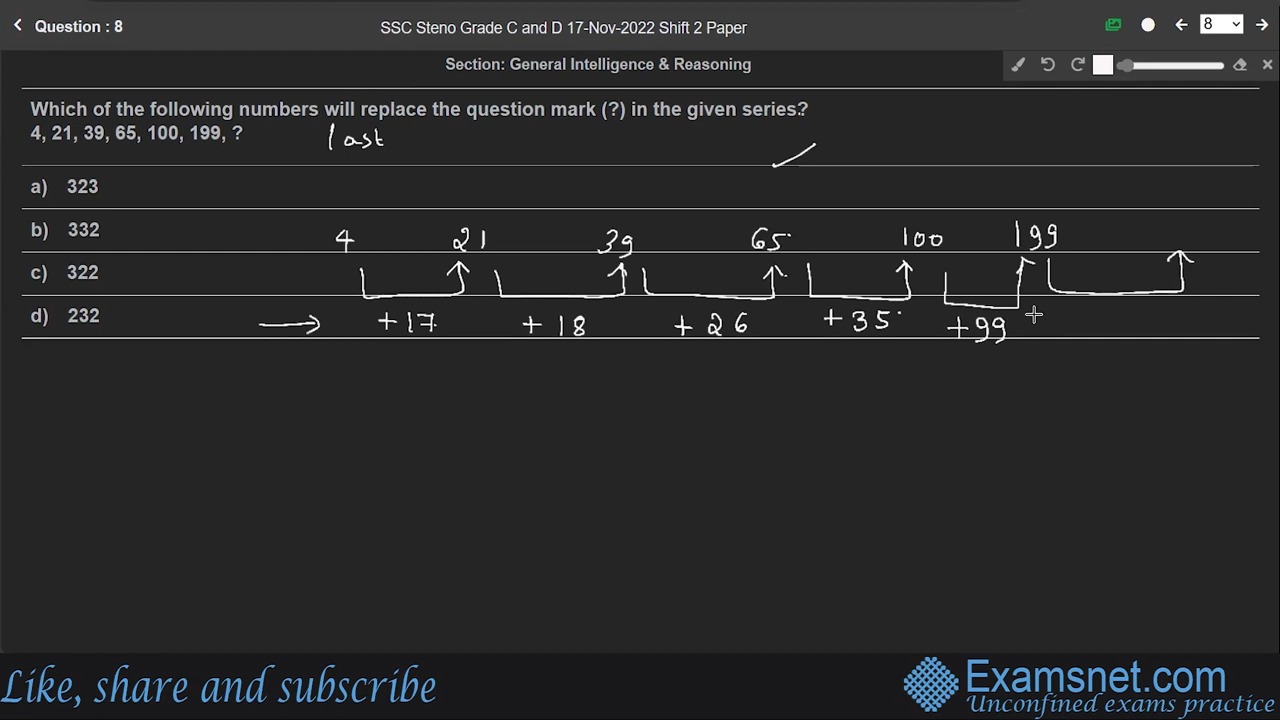 Question : 8
SSC Steno Grade C and D 17-Nov-2022 Shift 2 Paper
8
Section: General Intelligence & Reasoning
Which of the following numbers will replace the question mark (?) in the given series?
4, 21, 39, 65, 100, 199, ?
last
a) 323
b) 332
4 21 39 65 100 199
c) 322
d) 232
+17 +18 +26 +35 +99
Like, share and subscribe
Examsnet.com
Unconfined exams practice